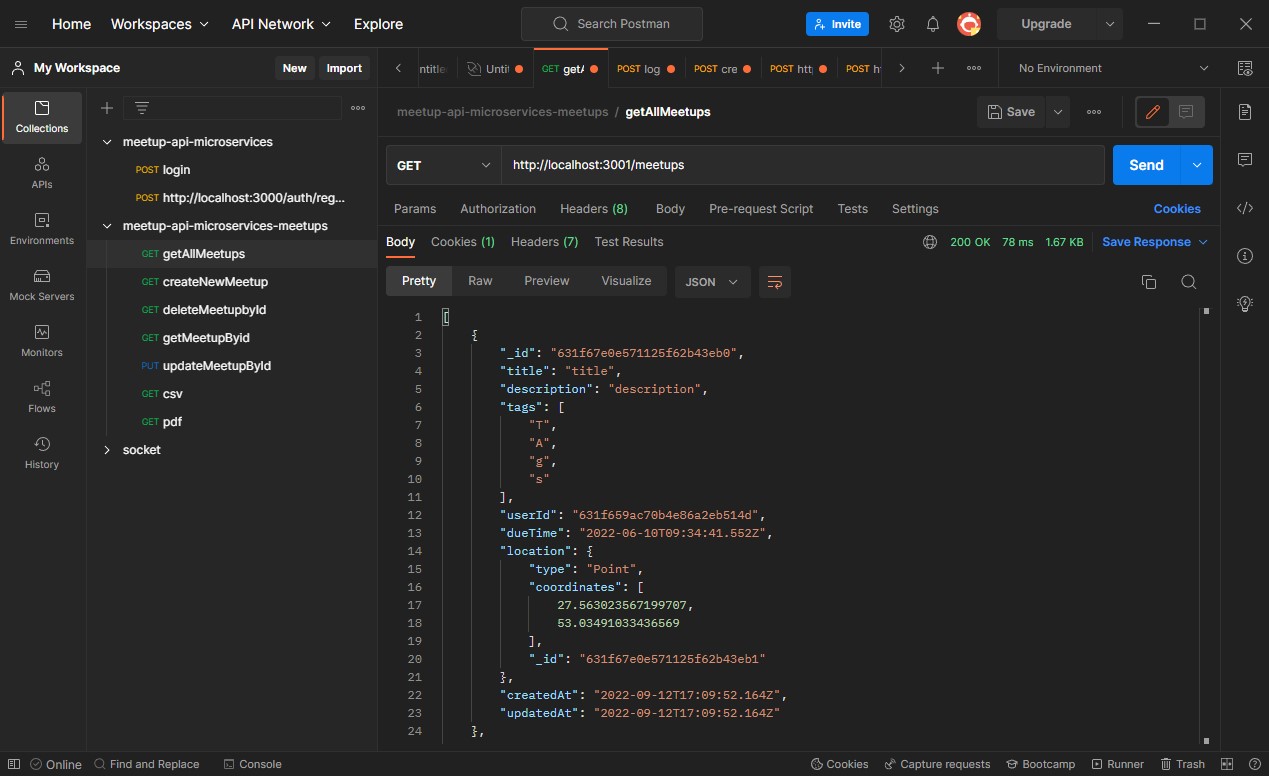 Home Workspaces API Network Explore Search Postman Invite Upgrade
My Workspace New Import
ntitle Untit GET getA POST log POST cre POST htt POST h No Environment
Collections
APIs
Environments
Mock Servers
Monitors
Flows
History
meetup-api-microservices
POST login
POST http://localhost:3000/auth/reg...
meetup-api-microservices-meetups
GET getAllMeetups
GET createNewMeetup
GET deleteMeetupbyId
GET getMeetupByid
PUT updateMeetupById
GET csv
GET pdf
socket
meetup-api-microservices-meetups / getAllMeetups Save
GET http://localhost:3001/meetups Send
Params Authorization Headers (8) Body Pre-request Script Tests Settings Cookies
Body Cookies (1) Headers (7) Test Results 200 OK 78 ms 1.67 KB Save Response
Pretty Raw Preview Visualize JSON
1 [
2 {
3 "_id": "631f67e0e571125f62b43eb0",
4 "title": "title",
5 "description": "description",
6 "tags": [
7 "T",
8 "A",
9 "g",
10 "s"
11 ],
12 "userId": "631f659ac70b4e86a2eb514d",
13 "dueTime": "2022-06-10T09:34:41.552Z",
14 "location": {
15 "type": "Point",
16 "coordinates": [
17 27.563023567199707,
18 53.03491033436569
19 ],
20 "_id": "631f67e0e571125f62b43eb1"
21 },
22 "createdAt": "2022-09-12T17:09:52.164Z",
23 "updatedAt": "2022-09-12T17:09:52.164Z"
24 },
Online Find and Replace Console Cookies Capture requests Bootcamp Runner Trash